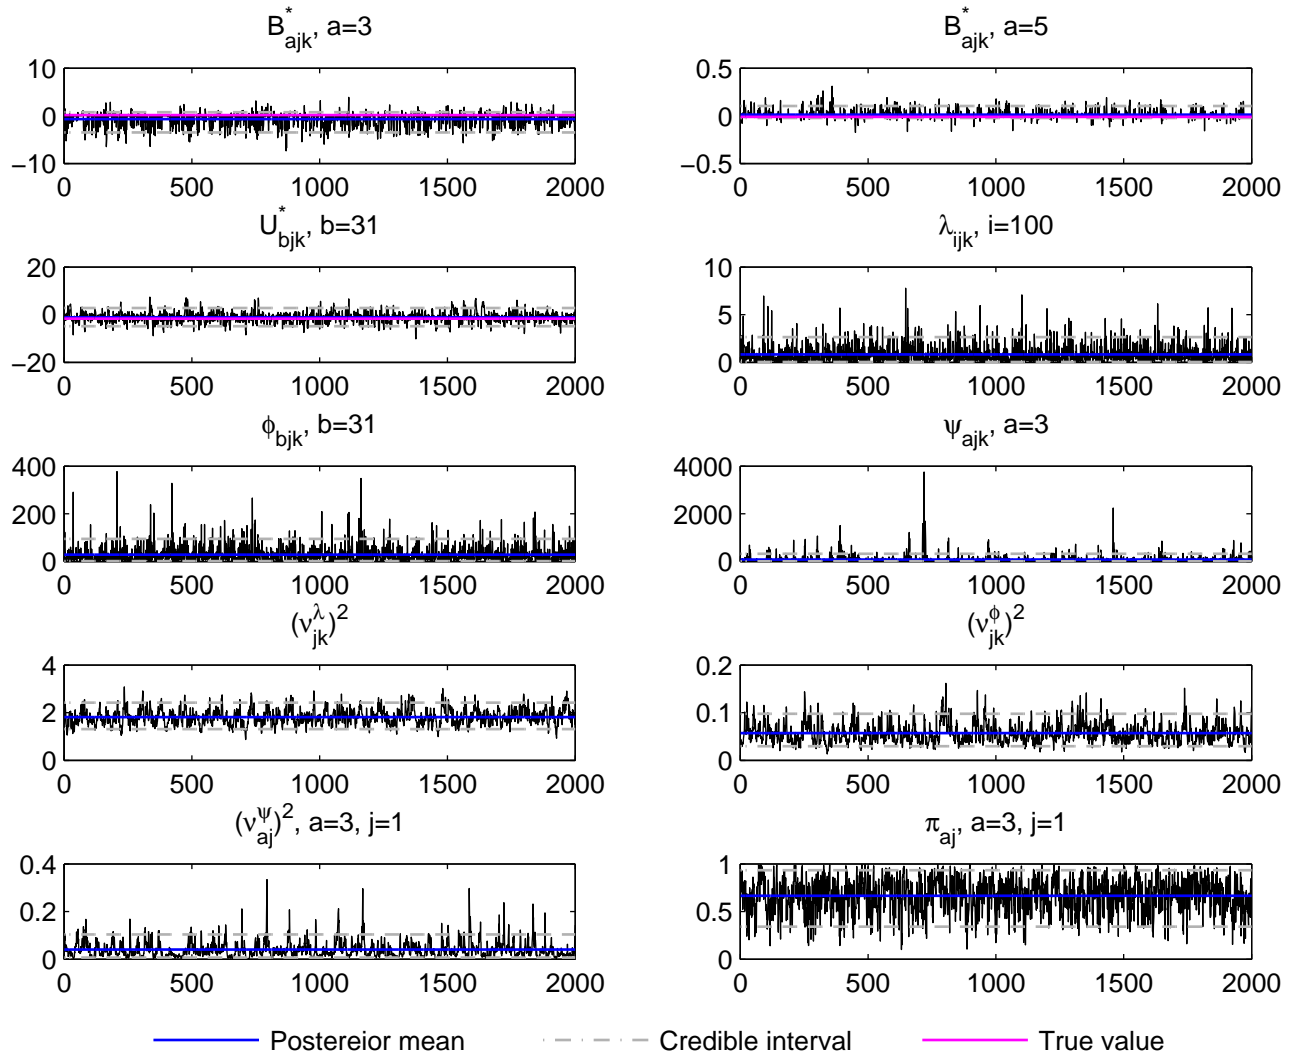 B*ajk, a=3
B*ajk, a=5
10
0
−10
0 500 1000 1500 2000
0.5
0
−0.5
0 500 1000 1500 2000
U*bjk, b=31
λijk, i=100
20
0
−20
0 500 1000 1500 2000
10
5
0
0 500 1000 1500 2000
ϕbjk, b=31
ψajk, a=3
400
200
0
0 500 1000 1500 2000
4000
2000
0
0 500 1000 1500 2000
(νλjk)2
(νϕjk)2
4
2
0
0 500 1000 1500 2000
0.2
0.1
0
0 500 1000 1500 2000
(νψaj)2, a=3, j=1
πaj, a=3, j=1
0.4
0.2
0
0 500 1000 1500 2000
1
0.5
0
0 500 1000 1500 2000
Postereior mean Credible interval True value